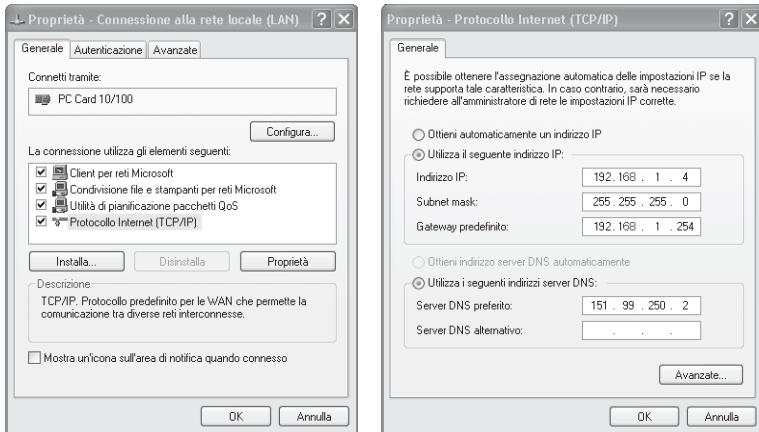 Proprietà - Connessione alla rete locale (LAN)
Generale Autenticazione Avanzate
Connetti tramite:
PC Card 10/100
Configura...
La connessione utilizza gli elementi seguenti:
Client per reti Microsoft
Condivisione file e stampanti per reti Microsoft
Utilità di pianificazione pacchetti QoS
Protocollo Internet (TCP/IP)
Installa... Disinstalla Proprietà
Descrizione
TCP/IP. Protocollo predefinito per le WAN che permette la
comunicazione tra diverse reti interconnesse.
Mostra un'icona sull'area di notifica quando connesso
OK Annulla
Proprietà - Protocollo Internet (TCP/IP)
Generale
È possibile ottenere l'assegnazione automatica delle impostazioni IP se la
rete supporta tale caratteristica. In caso contrario, sarà necessario
richiedere all'amministratore di rete le impostazioni IP corrette.
Ottieni automaticamente un indirizzo IP
Utilizza il seguente indirizzo IP:
Indirizzo IP: 192.168 . 1 . 4
Subnet mask: 255.255.255. 0
Gateway predefinito: 192.168 . 1 .254
Ottieni indirizzo server DNS automaticamente
Utilizza i seguenti indirizzi server DNS:
Server DNS preferito: 151 . 99 .250 . 2
Server DNS alternativo: . . .
Avanzate...
OK Annulla